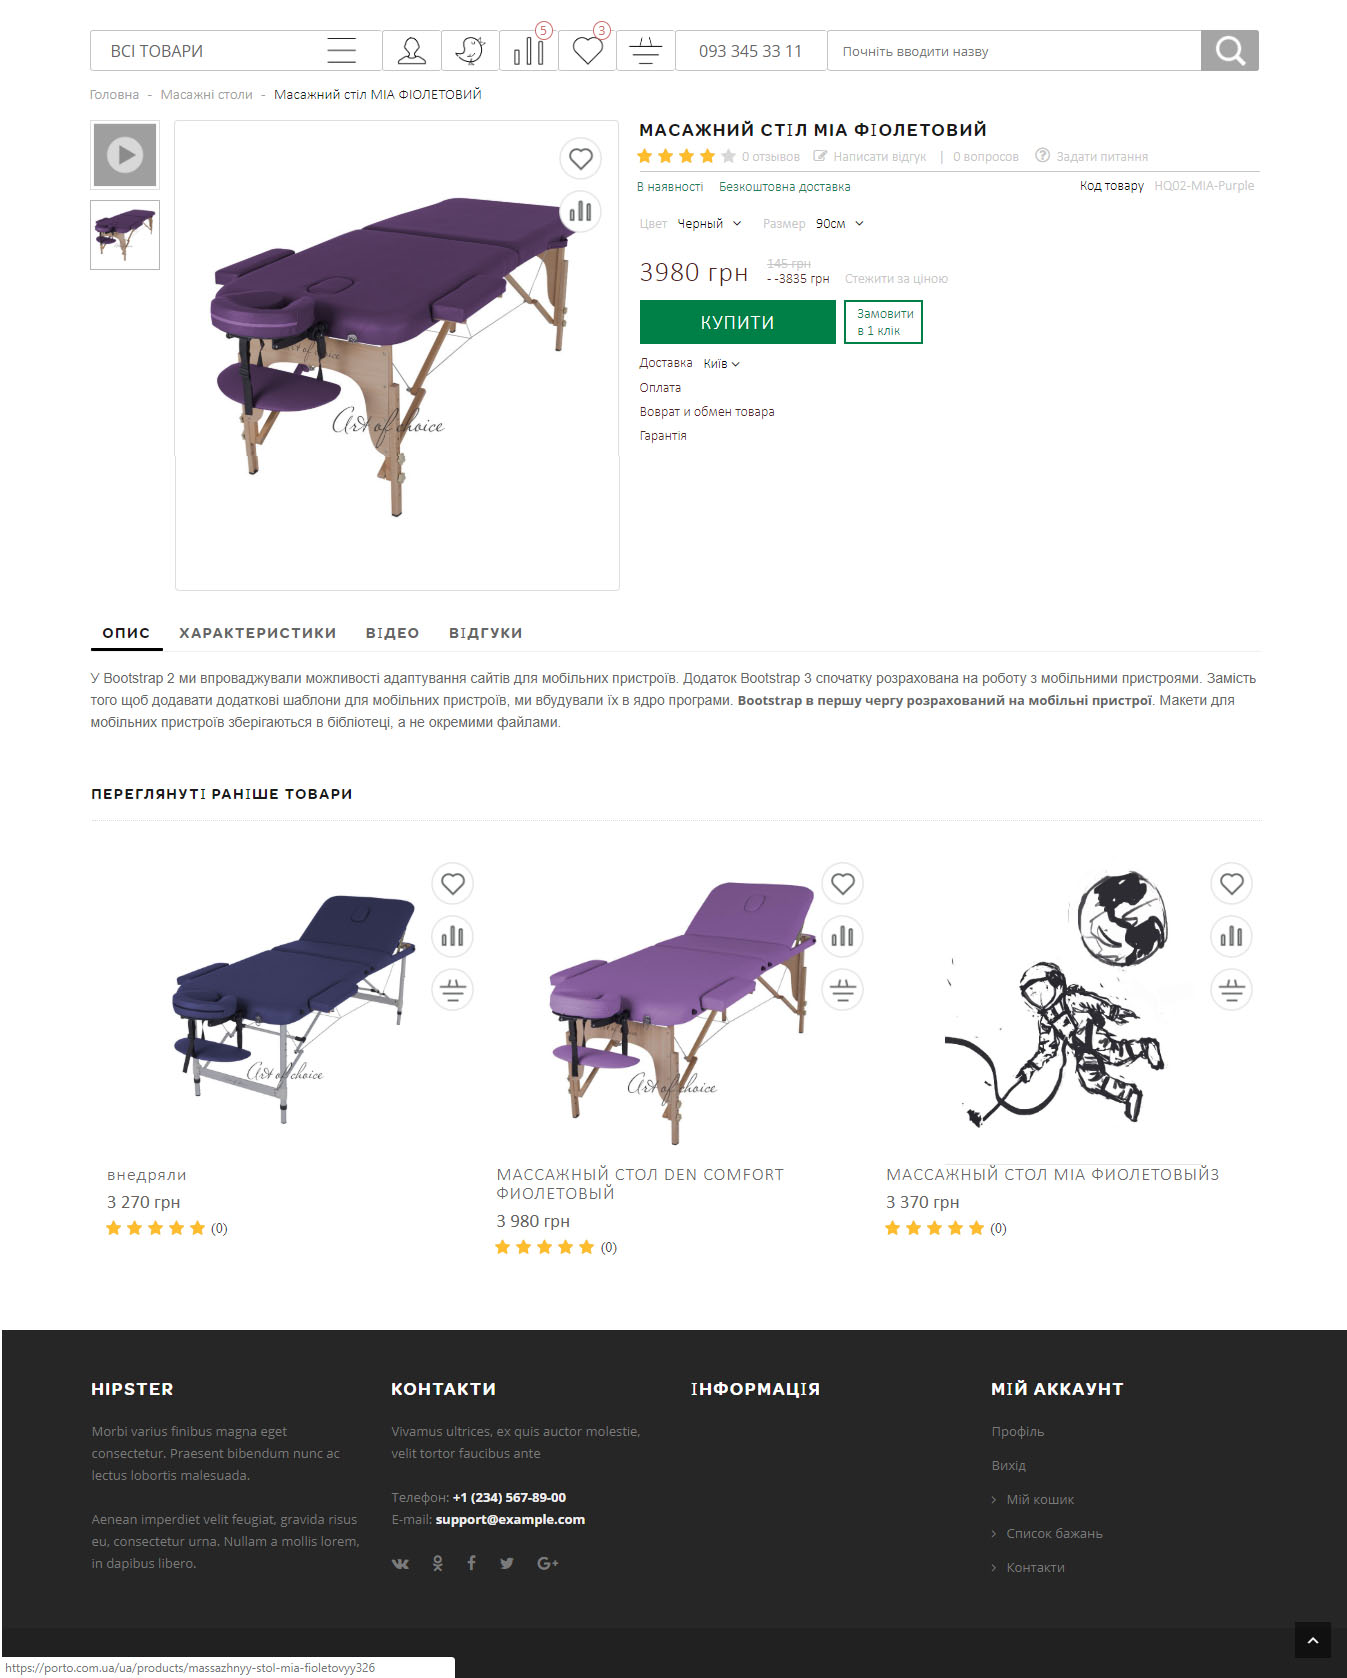 ВСІ ТОВАРИ
5
3
093 345 33 11
Почніть вводити назву
Головна - Масажні столи - Масажний стіл МІА ФІОЛЕТОВИЙ
МАСАЖНИЙ СТІЛ МІА ФІОЛЕТОВИЙ
0 отзывов Написати відгук | 0 вопросов Задати питання
В наявності Безкоштовна доставка
Код товару HQ02-MIA-Purple
Цвет Черный Размер 90см
145 грн
3980 грн
- -3835 грн Стежити за ціною
КУПИТИ
Замовити
в 1 клік
Доставка Київ
Оплата
Воврат и обмен товара
Гарантія
Art of choice
Art of choice
ОПИС ХАРАКТЕРИСТИКИ ВІДЕО ВІДГУКИ
У Bootstrap 2 ми впроваджували можливості адаптування сайтів для мобільних пристроїв. Додаток Bootstrap 3 спочатку розрахована на роботу з мобільними пристроями. Замість
того щоб додавати додаткові шаблони для мобільних пристроїв, ми вбудували їх в ядро програми. Bootstrap в першу чергу розрахований на мобільні пристрої. Макети для
мобільних пристроїв зберігаються в бібліотеці, а не окремими файлами.
ПЕРЕГЛЯНУТІ РАНІШЕ ТОВАРИ
Art of choice
Art of choice
внедряли
3 270 грн
(0)
МАССАЖНЫЙ СТОЛ DEN COMFORT
ФИОЛЕТОВЫЙ
3 980 грн
(0)
МАССАЖНЫЙ СТОЛ MIA ФИОЛЕТОВЫЙ3
3 370 грн
(0)
HIPSTER
Morbi varius finibus magna eget
consectetur. Praesent bibendum nunc ac
lectus lobortis malesuada.
Aenean imperdiet velit feugiat, gravida risus
eu, consectetur urna. Nullam a mollis lorem,
in dapibus libero.
КОНТАКТИ
Vivamus ultrices, ex quis auctor molestie,
velit tortor faucibus ante
Телефон: +1 (234) 567-89-00
E-mail: support@example.com
ІНФОРМАЦІЯ
МІЙ АККАУНТ
Профіль
Вихід
Мій кошик
Список бажань
Контакти
https://porto.com.ua/ua/products/massazhnyy-stol-mia-fioletovyy326